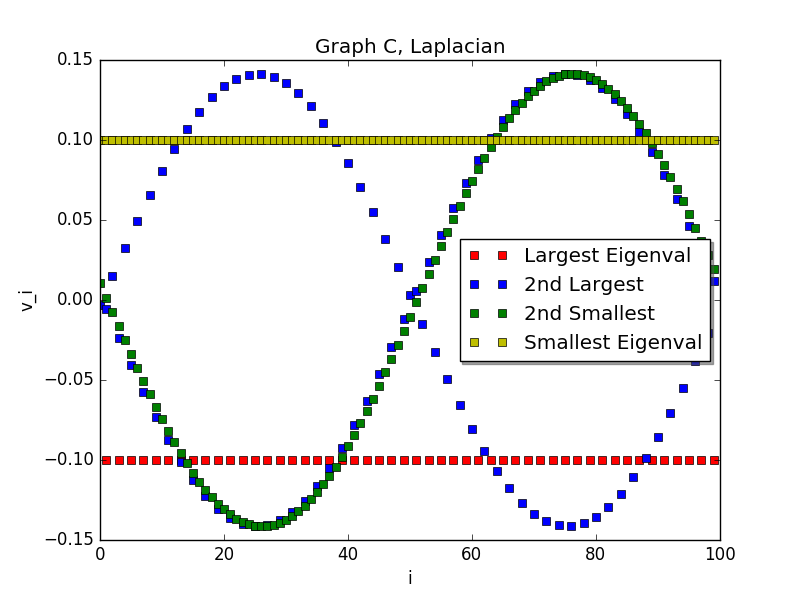 Graph C, Laplacian
0.15
0.10
0.05
0.00
−0.05
−0.10
−0.15
v_i
Largest Eigenval
2nd Largest
2nd Smallest
Smallest Eigenval
0 20 40 60 80 100
i